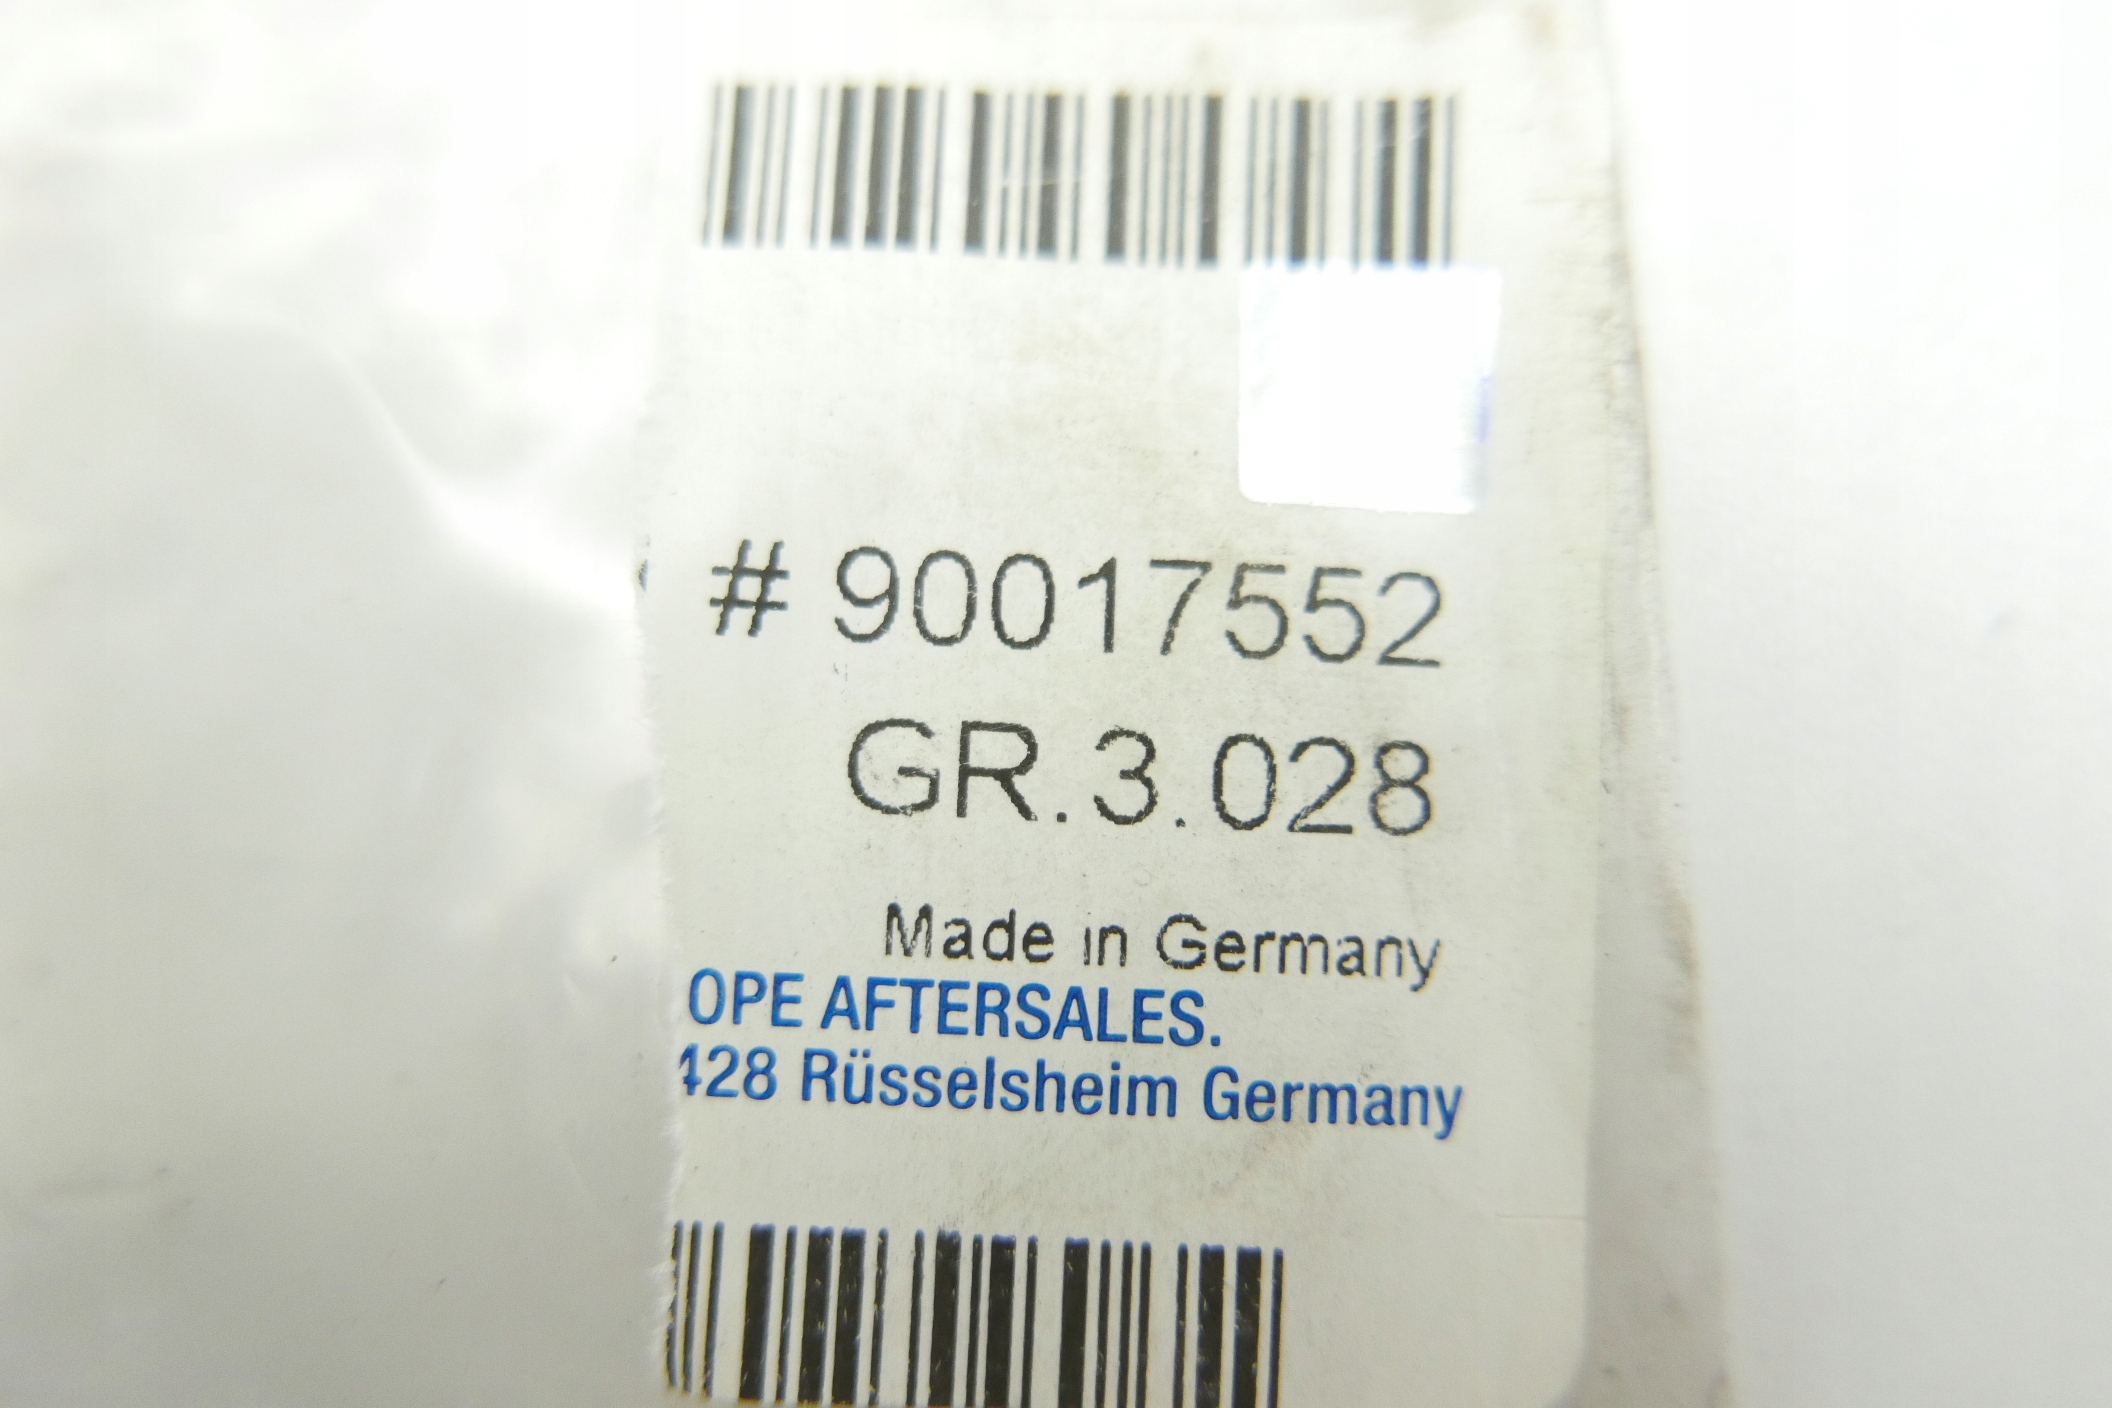 # 90017552
GR.3.028
Made in Germany
OPE AFTERSALES.
428 Rüsselsheim Germany